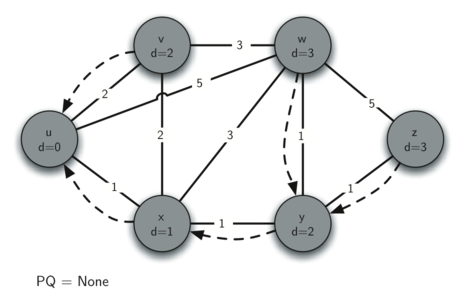 v
d=2
3
w
d=3
5
2
5
u
d=0
2
3
1
z
d=3
1
1
x
d=1
1
y
d=2
PQ = None